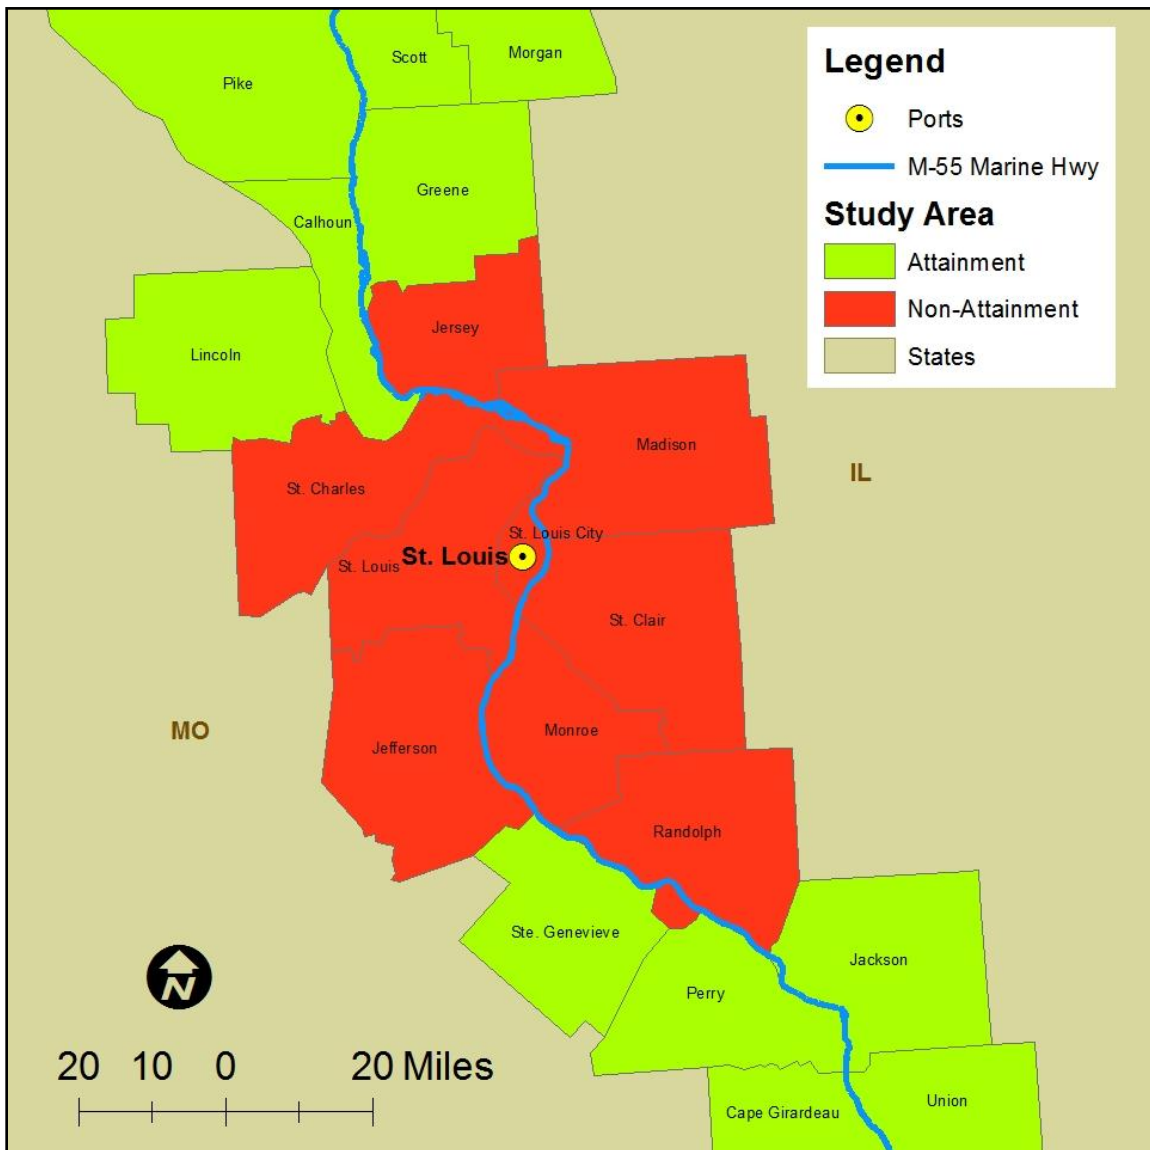 Scott
Morgan
Pike
Greene
Calhoun
Jersey
Lincoln
Madison
St. Charles
St. Louis City
St. Louis
St. Louis
St. Clair
Monroe
Jefferson
Randolph
Ste. Genevieve
Jackson
Perry
Cape Girardeau
Union
IL
MO
Legend
Ports
M-55 Marine Hwy
Study Area
Attainment
Non-Attainment
States
N
20 10 0 20 Miles